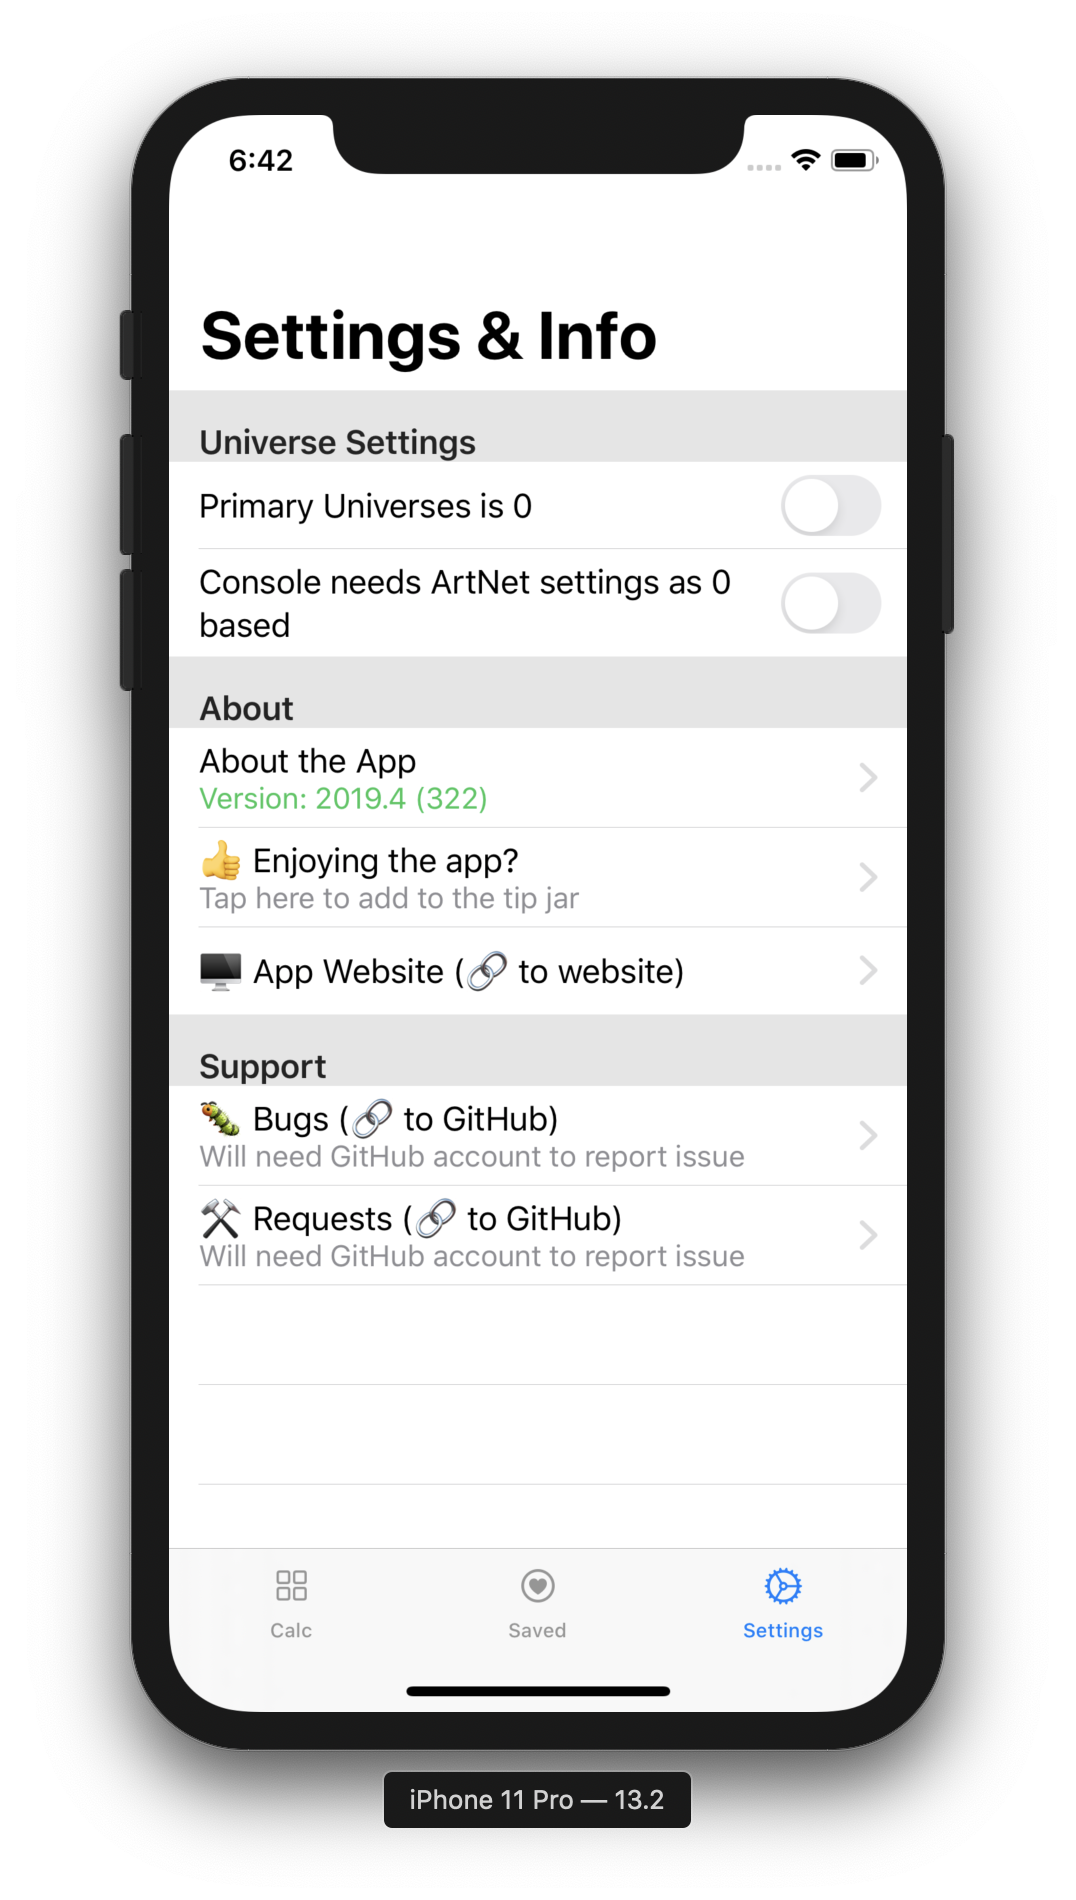 6:42
Settings & Info
Universe Settings
Primary Universes is 0
Console needs ArtNet settings as 0
based
About
About the App
Version: 2019.4 (322)
👍 Enjoying the app?
Tap here to add to the tip jar
🖥 App Website (🔗 to website)
Support
🐛 Bugs (🔗 to GitHub)
Will need GitHub account to report issue
⚒ Requests (🔗 to GitHub)
Will need GitHub account to report issue
Calc
Saved
Settings
iPhone 11 Pro — 13.2